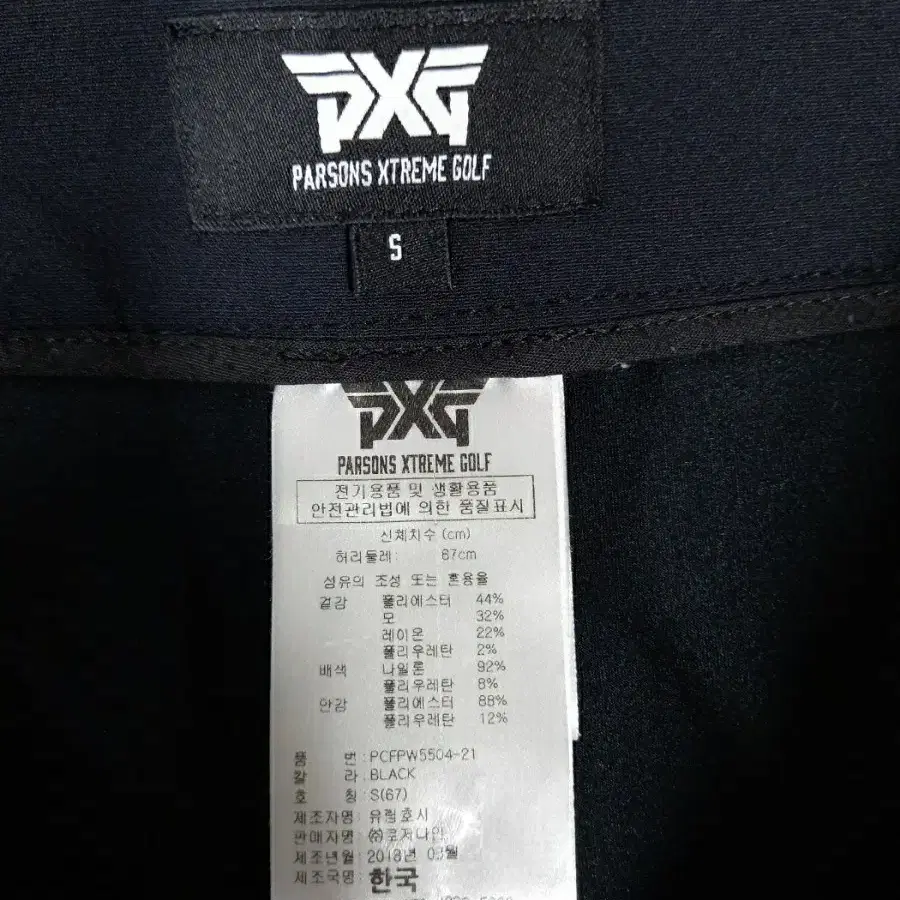 PXG
PARSONS XTREME GOLF
S
PXG
PARSONS XTREME GOLF
전기용품 및 생활용품
안전관리법에 의한 품질표시
신체치수 (cm)
허리둘레: 67cm
섬유의 조성 또는 혼용율
겉감 폴리에스터 44%
모 32%
레이온 22%
폴리우레탄 2%
배색 나일론 92%
폴리우레탄 8%
안감 폴리에스터 88%
폴리우레탄 12%
품 번: PCFPW5504-21
칼 라: BLACK
호 칭: S(67)
제조자명: 유림호시
판매자명: ㈜로저나인
제조년월: 2018년 03월
제조국명: 한국